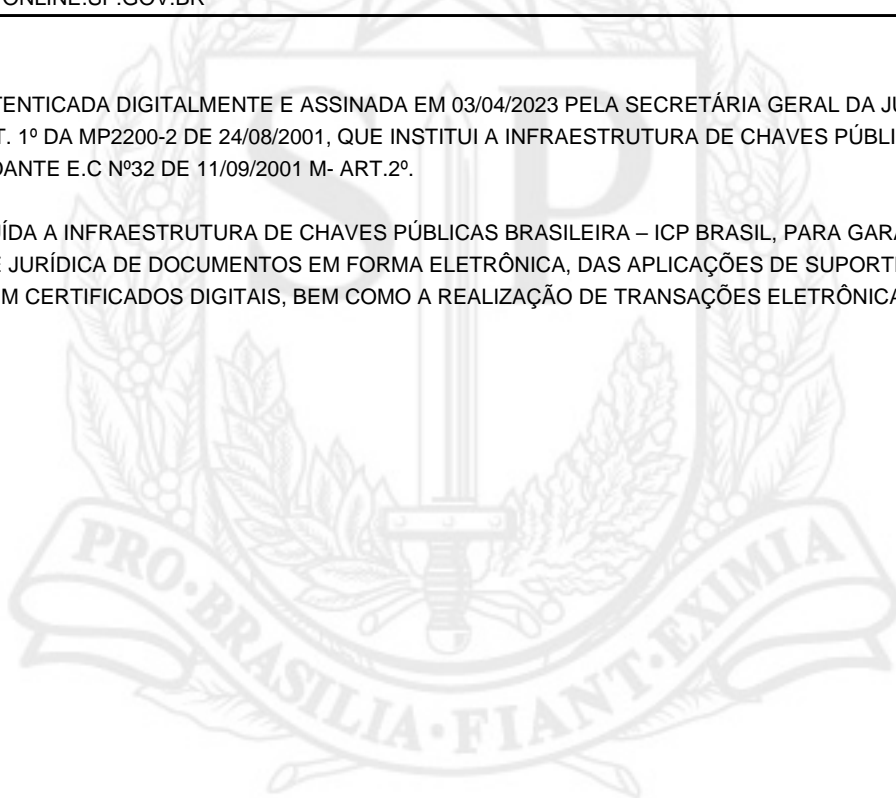 ONLINE.SP.GOV.BR
TENTICADA DIGITALMENTE E ASSINADA EM 03/04/2023 PELA SECRETÁRIA GERAL DA JU
T. 1º DA MP2200-2 DE 24/08/2001, QUE INSTITUI A INFRAESTRUTURA DE CHAVES PÚBLI
DANTE E.C Nº32 DE 11/09/2001 M- ART.2º.
UÍDA A INFRAESTRUTURA DE CHAVES PÚBLICAS BRASILEIRA – ICP BRASIL, PARA GARA
E JURÍDICA DE DOCUMENTOS EM FORMA ELETRÔNICA, DAS APLICAÇÕES DE SUPORTE
M CERTIFICADOS DIGITAIS, BEM COMO A REALIZAÇÃO DE TRANSAÇÕES ELETRÔNICA
SP
PRO·BRASILIA·FIANT·EXIMIA